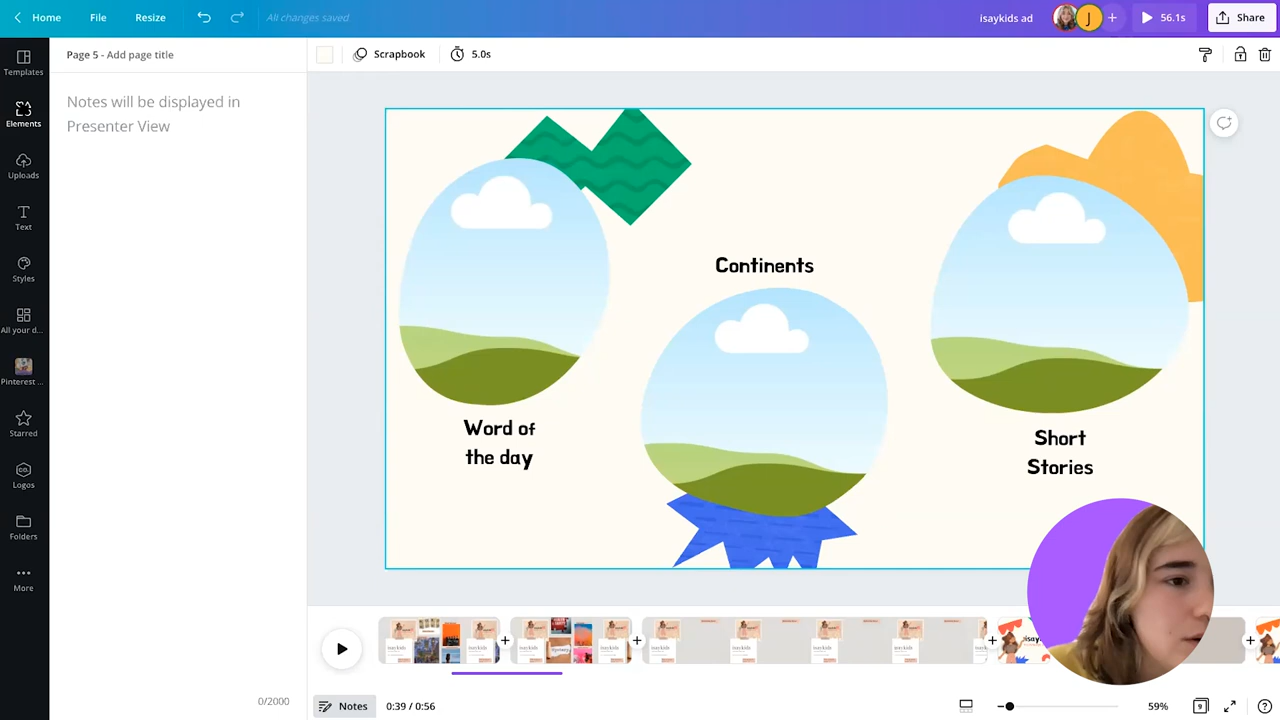 Home
File
Resize
All changes saved
isaykids ad
J
56.1s
Share
Templates
Elements
Uploads
Text
Styles
All your d...
Pinterest ...
Starred
CO.
Logos
Folders
More
Page 5 - Add page title
Notes will be displayed in
Presenter View
0/2000
Scrapbook
5.0s
Word of
the day
Continents
Short
Stories
Notes
0:39 / 0:56
59%
9